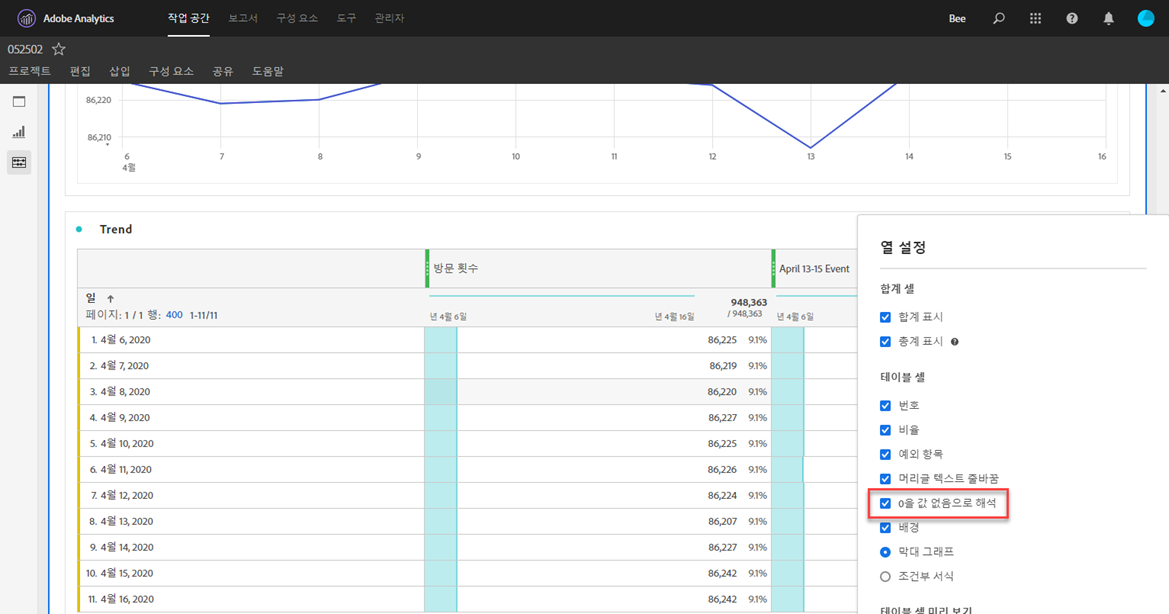 Adobe Analytics 작업 공간 보고서 구성 요소 도구 관리자 Bee
052502
프로젝트 편집 삽입 구성 요소 공유 도움말
86,220
86,210
6 7 8 9 10 11 12 13 14 15 16
4월
Trend
방문 횟수 April 13-15 Event
일 ↑ 948,363
페이지: 1 / 1 행: 400 1-11/11 년 4월 6일 년 4월 16일 / 948,363 년 4월 6일
1. 4월 6, 2020 86,225 9.1%
2. 4월 7, 2020 86,219 9.1%
3. 4월 8, 2020 86,220 9.1%
4. 4월 9, 2020 86,227 9.1%
5. 4월 10, 2020 86,225 9.1%
6. 4월 11, 2020 86,226 9.1%
7. 4월 12, 2020 86,224 9.1%
8. 4월 13, 2020 86,207 9.1%
9. 4월 14, 2020 86,227 9.1%
10. 4월 15, 2020 86,242 9.1%
11. 4월 16, 2020 86,242 9.1%
열 설정
합계 셀
합계 표시
총계 표시
테이블 셀
번호
비율
예외 항목
머리글 텍스트 줄바꿈
0을 값 없음으로 해석
배경
막대 그래프
조건부 서식
테이블 셀 미리 보기